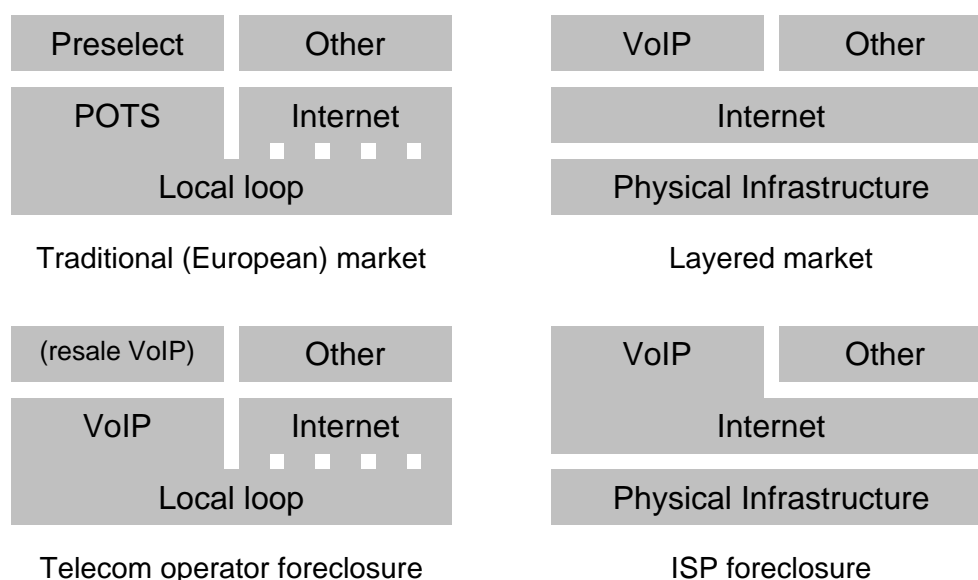 Preselect
Other
POTS
Internet
Local loop
Traditional (European) market
VoIP
Other
Internet
Physical Infrastructure
Layered market
(resale VoIP)
Other
VoIP
Internet
Local loop
Telecom operator foreclosure
VoIP
Other
Internet
Physical Infrastructure
ISP foreclosure